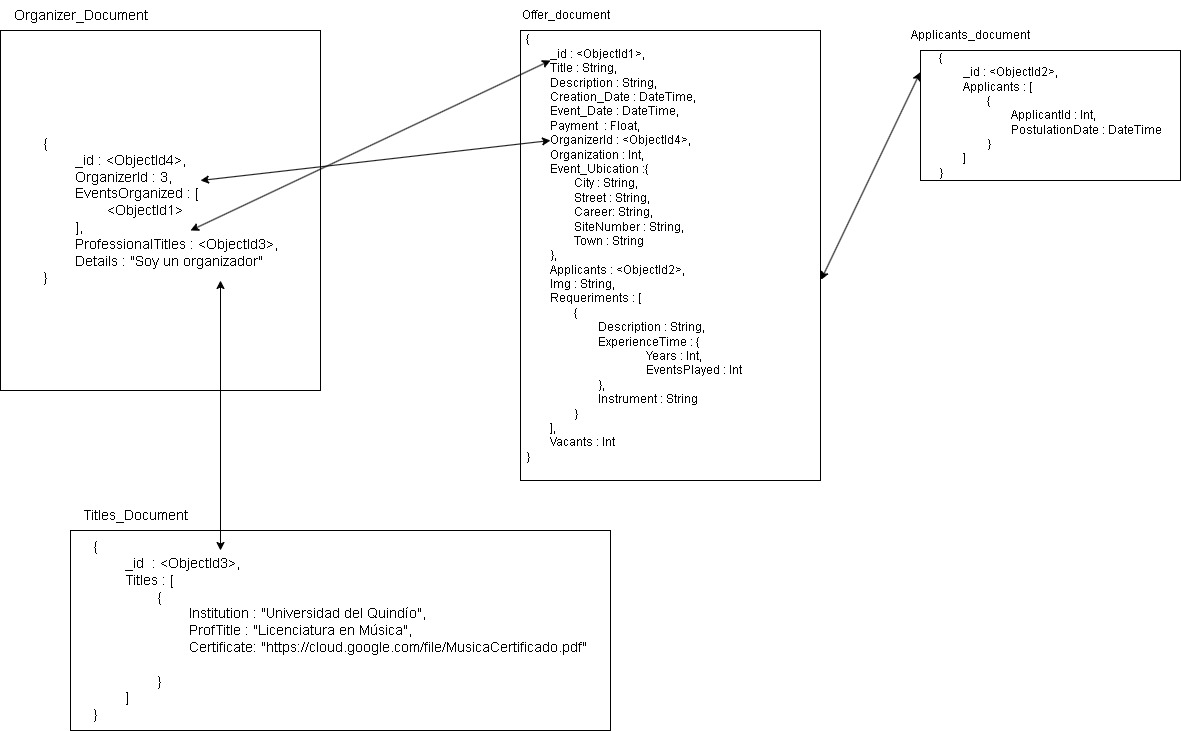 Organizer_Document
{
_id : <ObjectId4>,
OrganizerId : 3,
EventsOrganized : [
<ObjectId1>
],
ProfessionalTitles : <ObjectId3>,
Details : "Soy un organizador"
}
Offer_document
{
_id : <ObjectId1>,
Title : String,
Description : String,
Creation_Date : DateTime,
Event_Date : DateTime,
Payment : Float,
OrganizerId : <ObjectId4>,
Organization : Int,
Event_Ubication :{
City : String,
Street : String,
Career: String,
SiteNumber : String,
Town : String
},
Applicants : <ObjectId2>,
Img : String,
Requeriments : [
{
Description : String,
ExperienceTime : {
Years : Int,
EventsPlayed : Int
},
Instrument : String
}
],
Vacants : Int
}
Applicants_document
{
_id : <ObjectId2>,
Applicants : [
{
ApplicantId : Int,
PostulationDate : DateTime
}
]
}
Titles_Document
{
_id : <ObjectId3>,
Titles : [
{
Institution : "Universidad del Quindío",
ProfTitle : "Licenciatura en Música",
Certificate: "https://cloud.google.com/file/MusicaCertificado.pdf"
}
]
}